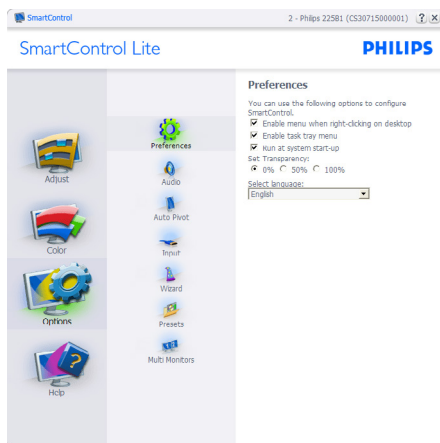 SmartControl
2 - Philips 225B1 (CS30715000001)
SmartControl Lite
PHILIPS
Adjust
Color
Options
Help
Preferences
Audio
Auto Pivot
Input
Wizard
Presets
Multi Monitors
Preferences
You can use the following options to configure
SmartControl.
Enable menu when right-clicking on desktop
Enable task tray menu
Run at system start-up
Set Transparency:
0% 50% 100%
Select language:
English